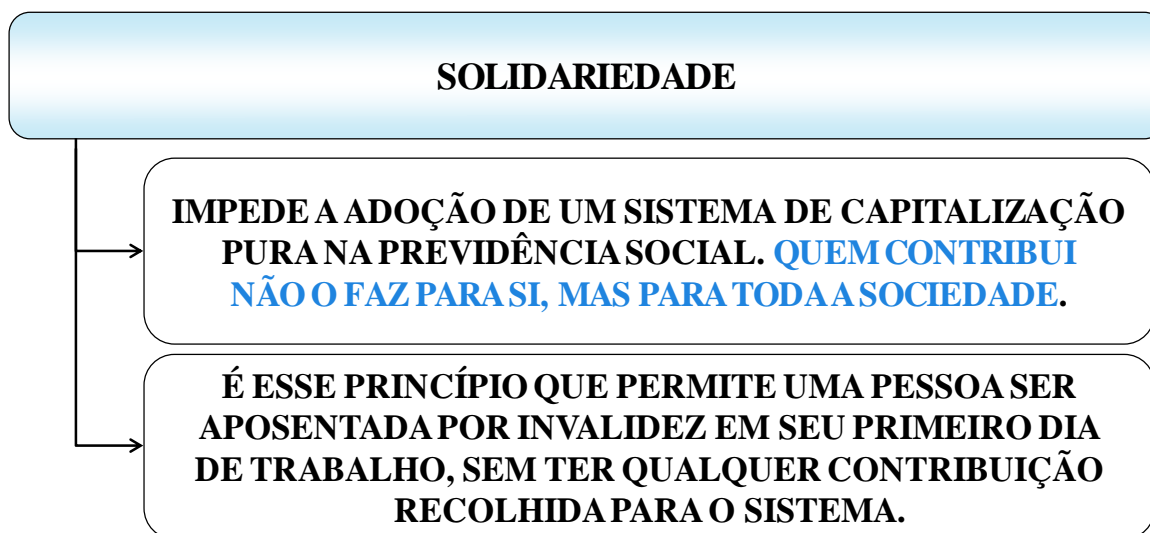 SOLIDARIEDADE
IMPEDE A ADOÇÃO DE UM SISTEMA DE CAPITALIZAÇÃO
PURA NA PREVIDÊNCIA SOCIAL. QUEM CONTRIBUI
NÃO O FAZ PARA SI, MAS PARA TODA A SOCIEDADE.
É ESSE PRINCÍPIO QUE PERMITE UMA PESSOA SER
APOSENTADA POR INVALIDEZ EM SEU PRIMEIRO DIA
DE TRABALHO, SEM TER QUALQUER CONTRIBUIÇÃO
RECOLHIDA PARA O SISTEMA.